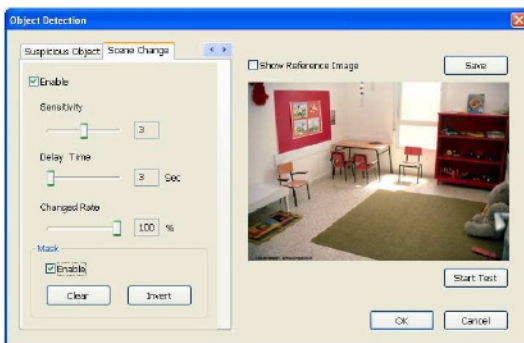 Object Detection
Suspicious Object
Scene Change
Enable
Sensitivity
3
Delay Time
3 Sec
Changed Rate
100 %
Mask
Enable
Clear
Invert
Show Reference Image
Save
Start Test
OK
Cancel